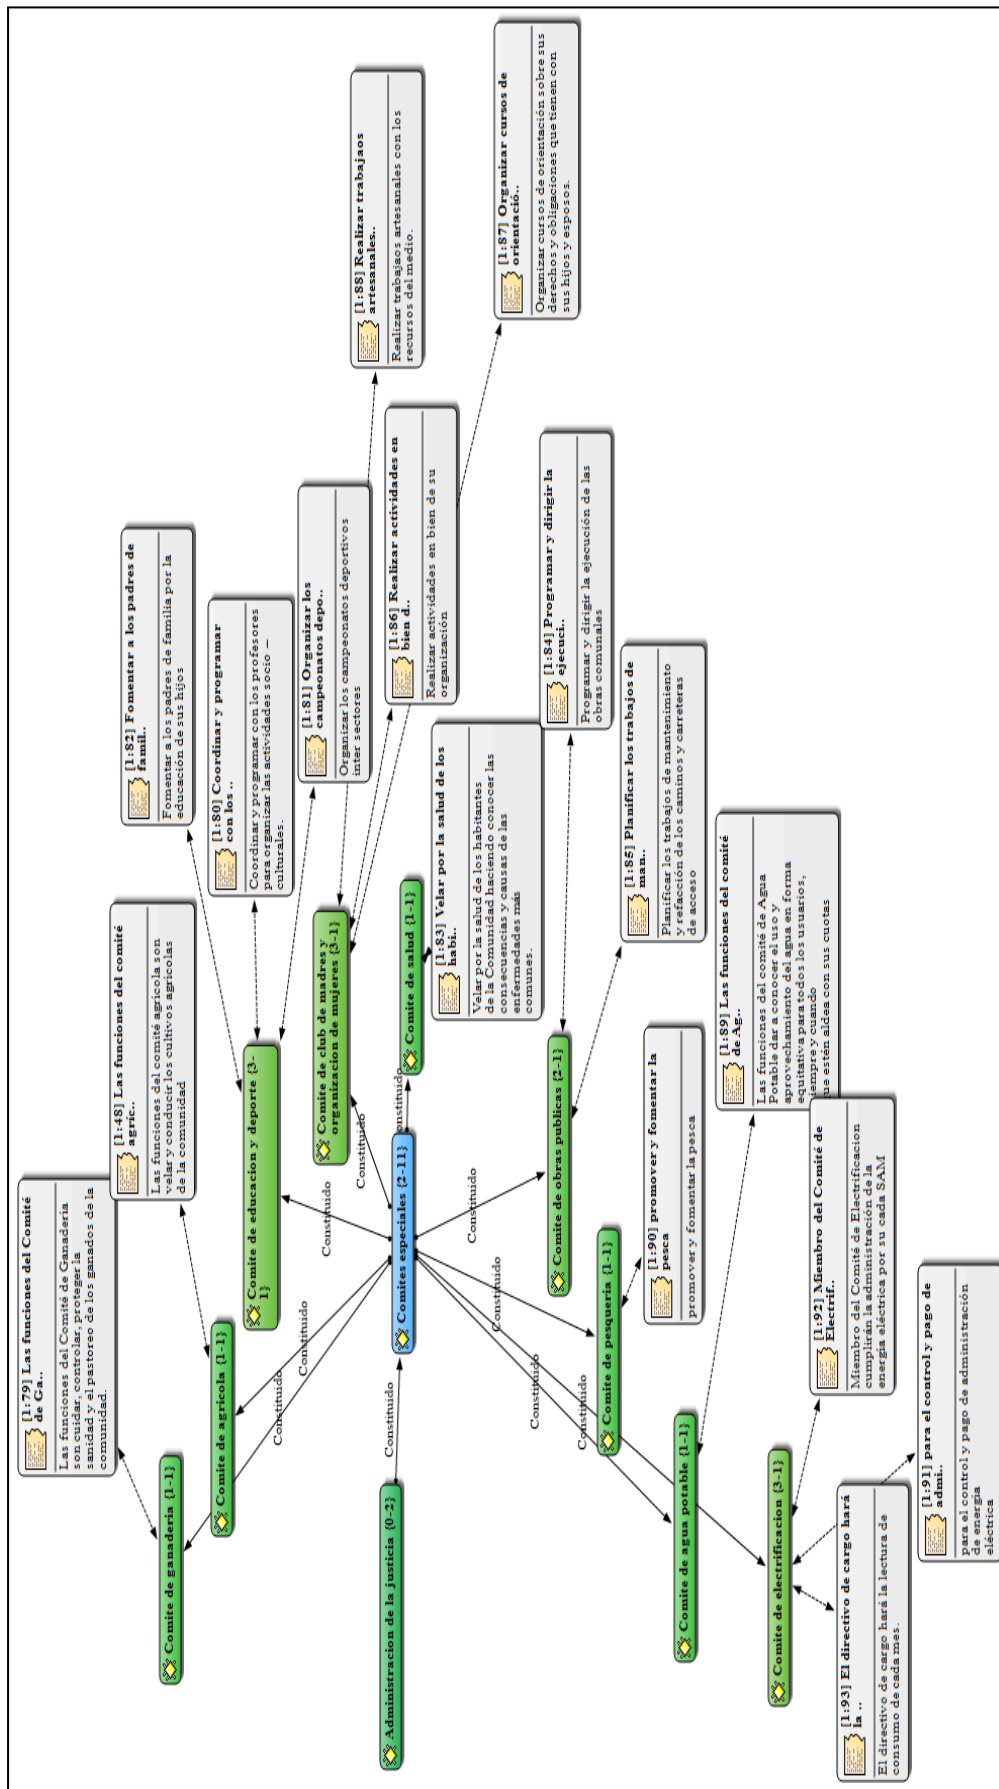 [1:79] Las funciones del Comité
de Ga..
Las funciones del Comité de Ganadería
son cuidar, controlar, proteger la
sanidad y el pastoreo de los ganados de la
comunidad.
[1:48] Las funciones del comité
agríc..
Las funciones del comité agrícola son
velar y conducir los cultivos agrícolas
de la comunidad
[1:82] Fomentar a los padres de
famil..
Fomentar a los padres de familia por la
educación de sus hijos
[1:80] Coordinar y programar
con los ..
Coordinar y programar con los profesores
para organizar las actividades socio –
culturales.
[1:81] Organizar los
campeonatos depo..
Organizar los campeonatos deportivos
inter sectores
[1:88] Realizar trabajaos
artesanales..
Realizar trabajaos artesanales con los
recursos del medio.
[1:86] Realizar actividades en
bien d..
Realizar actividades en bien de su
organización
[1:87] Organizar cursos de
orientació..
Organizar cursos de orientación sobre sus
derechos y obligaciones que tienen con
sus hijos y esposos.
Comite de ganaderia {1-1}
Comite de agricola {1-1}
Comite de educacion y deporte {3-
1}
Comite de club de madres y
organizacion de mujeres {3-1}
Comite de salud {1-1}
[1:83] Velar por la salud de los
habi..
Velar por la salud de los habitantes
de la Comunidad haciendo conocer las
consecuencias y causas de las
enfermedades más
comunes.
Constituido
Constituido
Constituido
Constituido
Constituido
Administracion de la justicia {0-2}
Constituido
Comites especiales {2-11}
Constituido
Constituido
Constituido
Constituido
Comite de obras publicas {2-1}
[1:84] Programar y dirigir la
ejecuci..
Programar y dirigir la ejecución de las
obras comunales
[1:85] Planificar los trabajos de
man..
Planificar los trabajos de mantenimiento
y refacción de los caminos y carreteras
de acceso
Comite de pesqueria {1-1}
[1:90] promover y fomentar la
pesca
promover y fomentar la pesca
Comite de agua potable {1-1}
[1:89] Las funciones del comité
de Ag..
Las funciones del comité de Agua
Potable dar a conocer el uso y
aprovechamiento del agua en forma
equitativa para todos los usuarios,
siempre y cuando
que estén aldea con sus cuotas
Comite de electrificacion {3-1}
[1:92] Miembro del Comité de
Electrif..
Miembro del Comité de Electrificación
cumplirán la administración de la
energía eléctrica por su cada SAM
[1:93] El directivo de cargo hará
la ..
El directivo de cargo hará la lectura de
consumo de cada mes.
[1:91] para el control y pago de
admi..
para el control y pago de administración
de energía
eléctrica